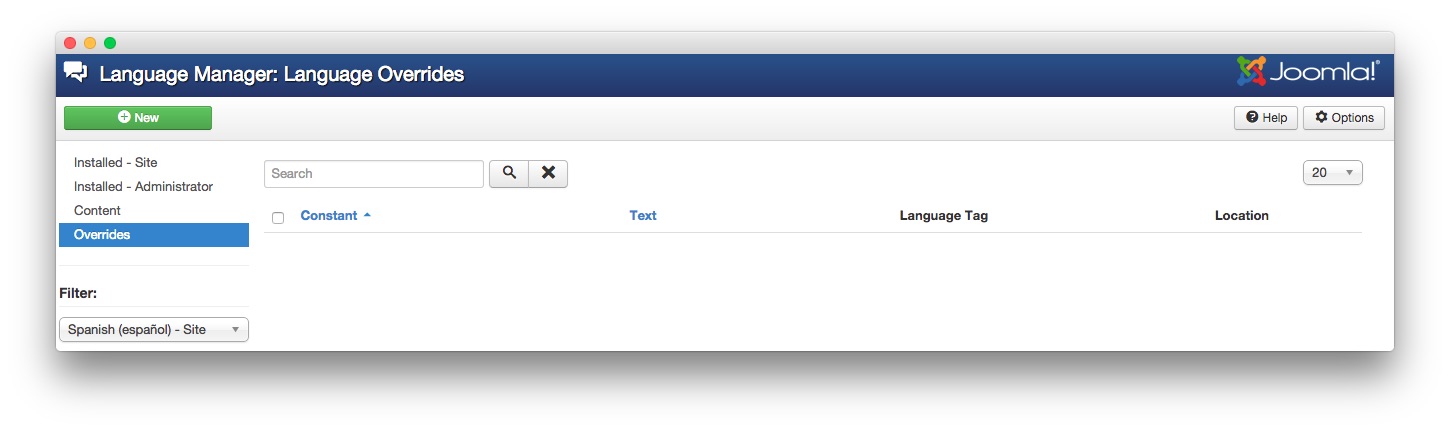 Language Manager: Language Overrides
Joomla!®
New
Help
Options
Installed - Site
Installed - Administrator
Content
Overrides
Filter:
Spanish (español) - Site
Search
20
Constant
Text
Language Tag
Location